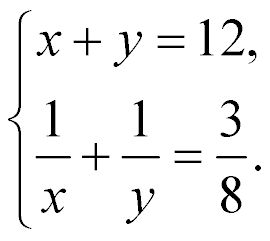 x + y = 12,
1/x + 1/y = 3/8.